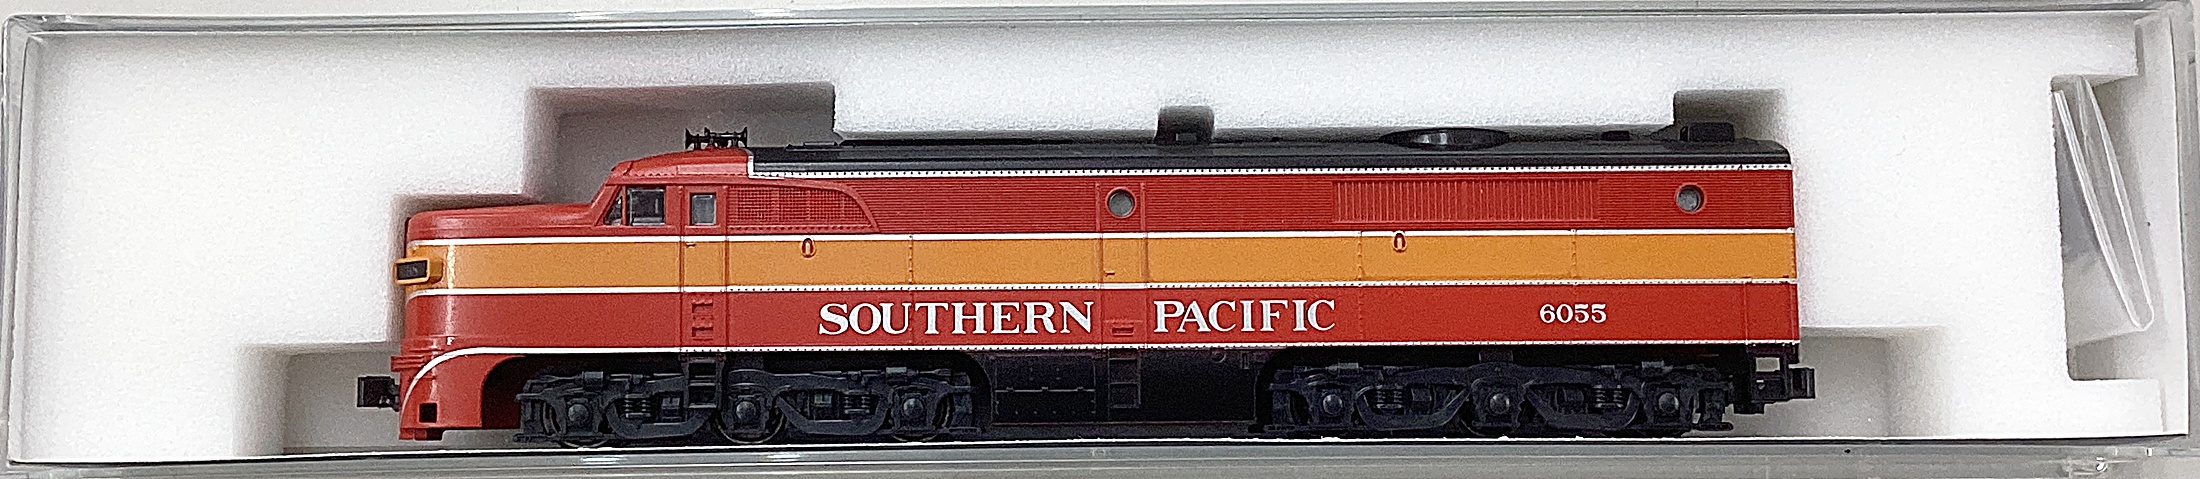 SOUTHERN PACIFIC 6055
F